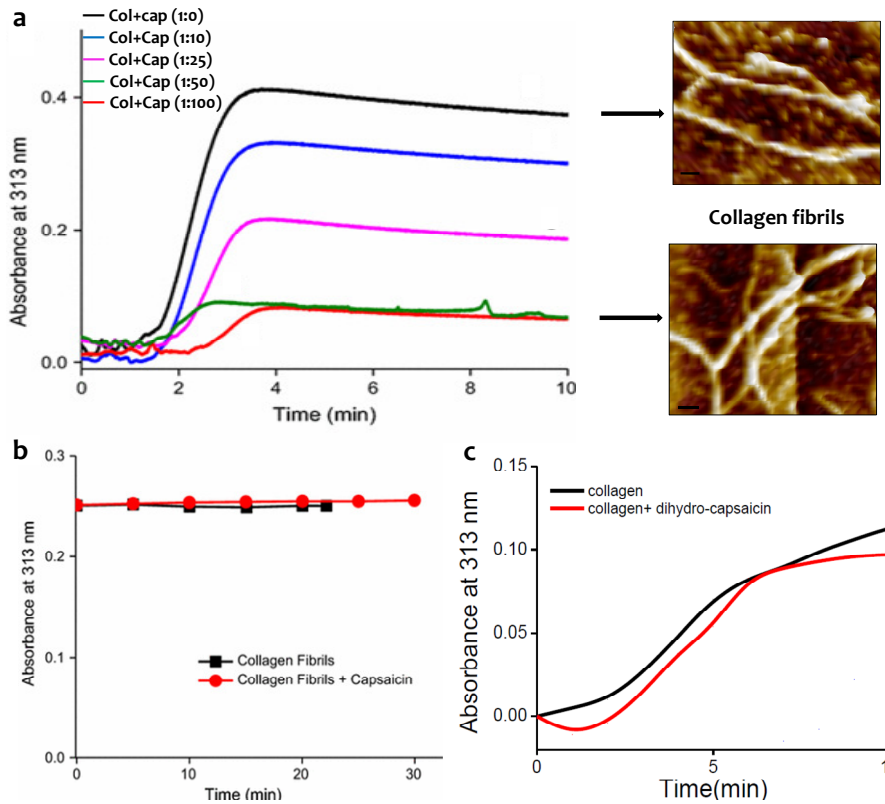 a
Col+cap (1:0)
Col+Cap (1:10)
Col+Cap (1:25)
Col+Cap (1:50)
Col+Cap (1:100)
Absorbance at 313 nm
0.4
0.2
0.0
0 2 4 6 8 10
Time (min)
Collagen fibrils
b
Absorbance at 313 nm
0.3
0.2
0.1
0.0
Collagen Fibrils
Collagen Fibrils + Capsaicin
0 10 20 30
Time (min)
c
Absorbance at 313 nm
0.15
0.10
0.05
0.00
collagen
collagen+ dihydro-capsaicin
0 5 1
Time(min)